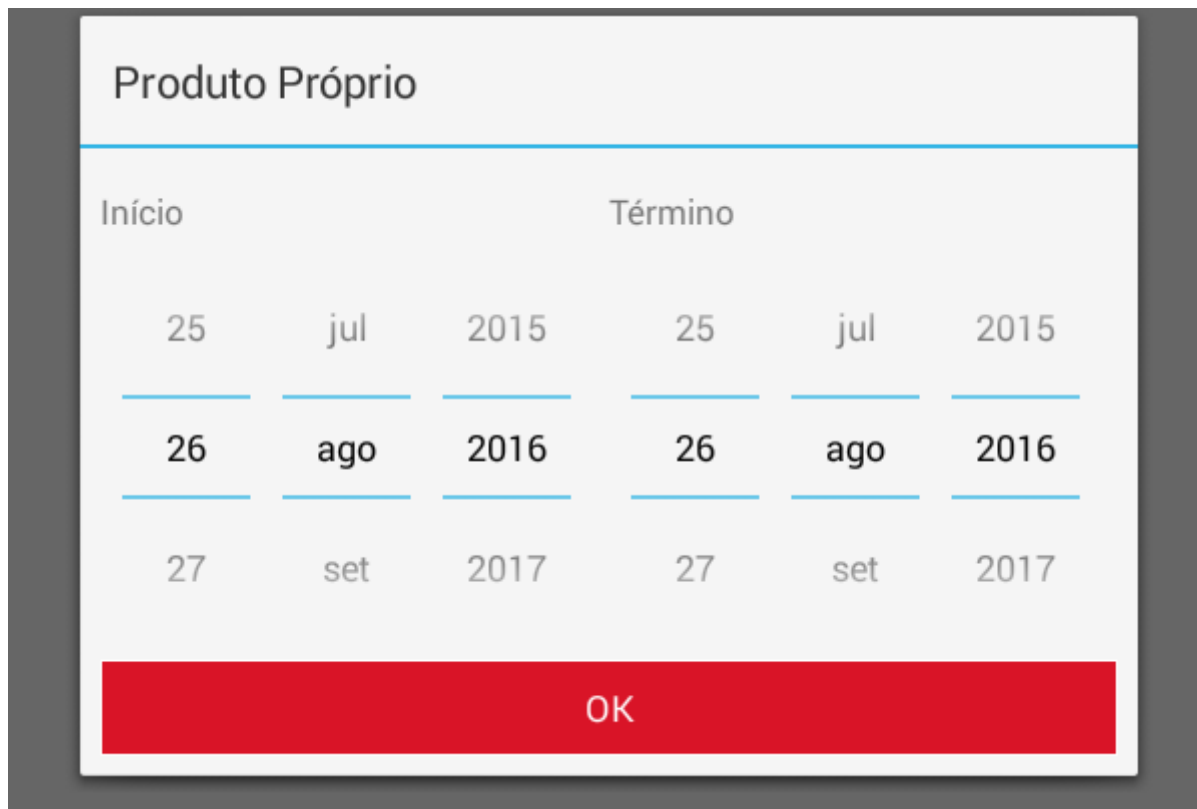 Produto Próprio
Início Término
25 jul 2015 25 jul 2015
26 ago 2016 26 ago 2016
27 set 2017 27 set 2017
OK